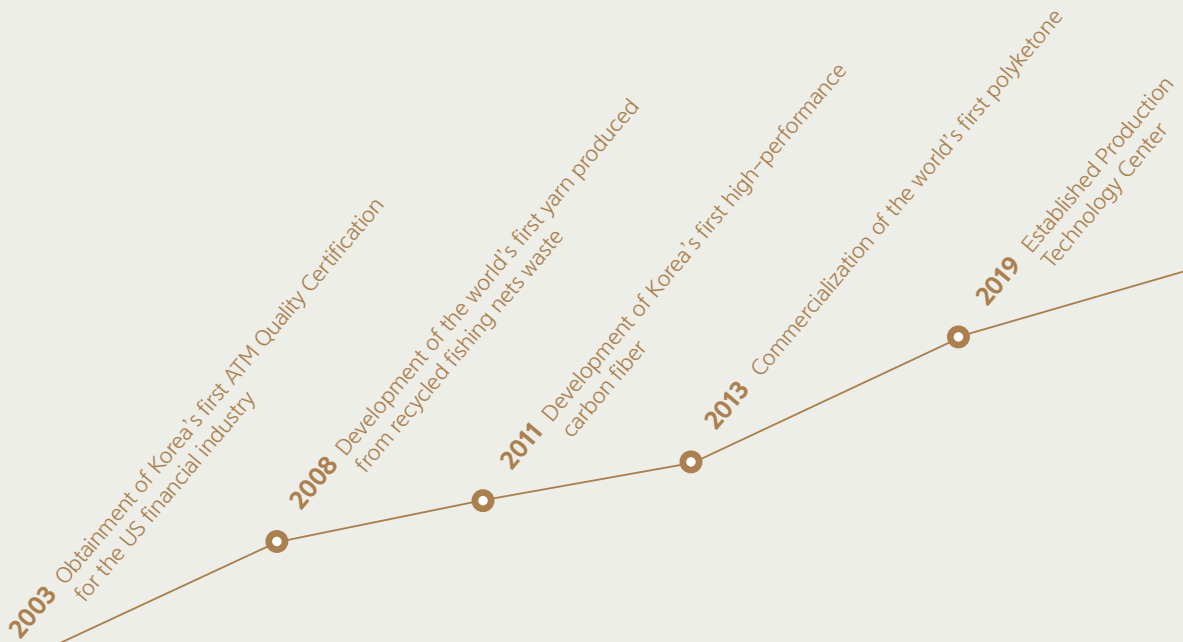 2003 Obtainment of Korea's first ATM Quality Certification
for the US financial industry
2008 Development of the world's first yarn produced
from recycled fishing nets waste
2011 Development of Korea's first high-performance
carbon fiber
2013 Commercialization of the world's first polyketone
2019 Established Production
Technology Center